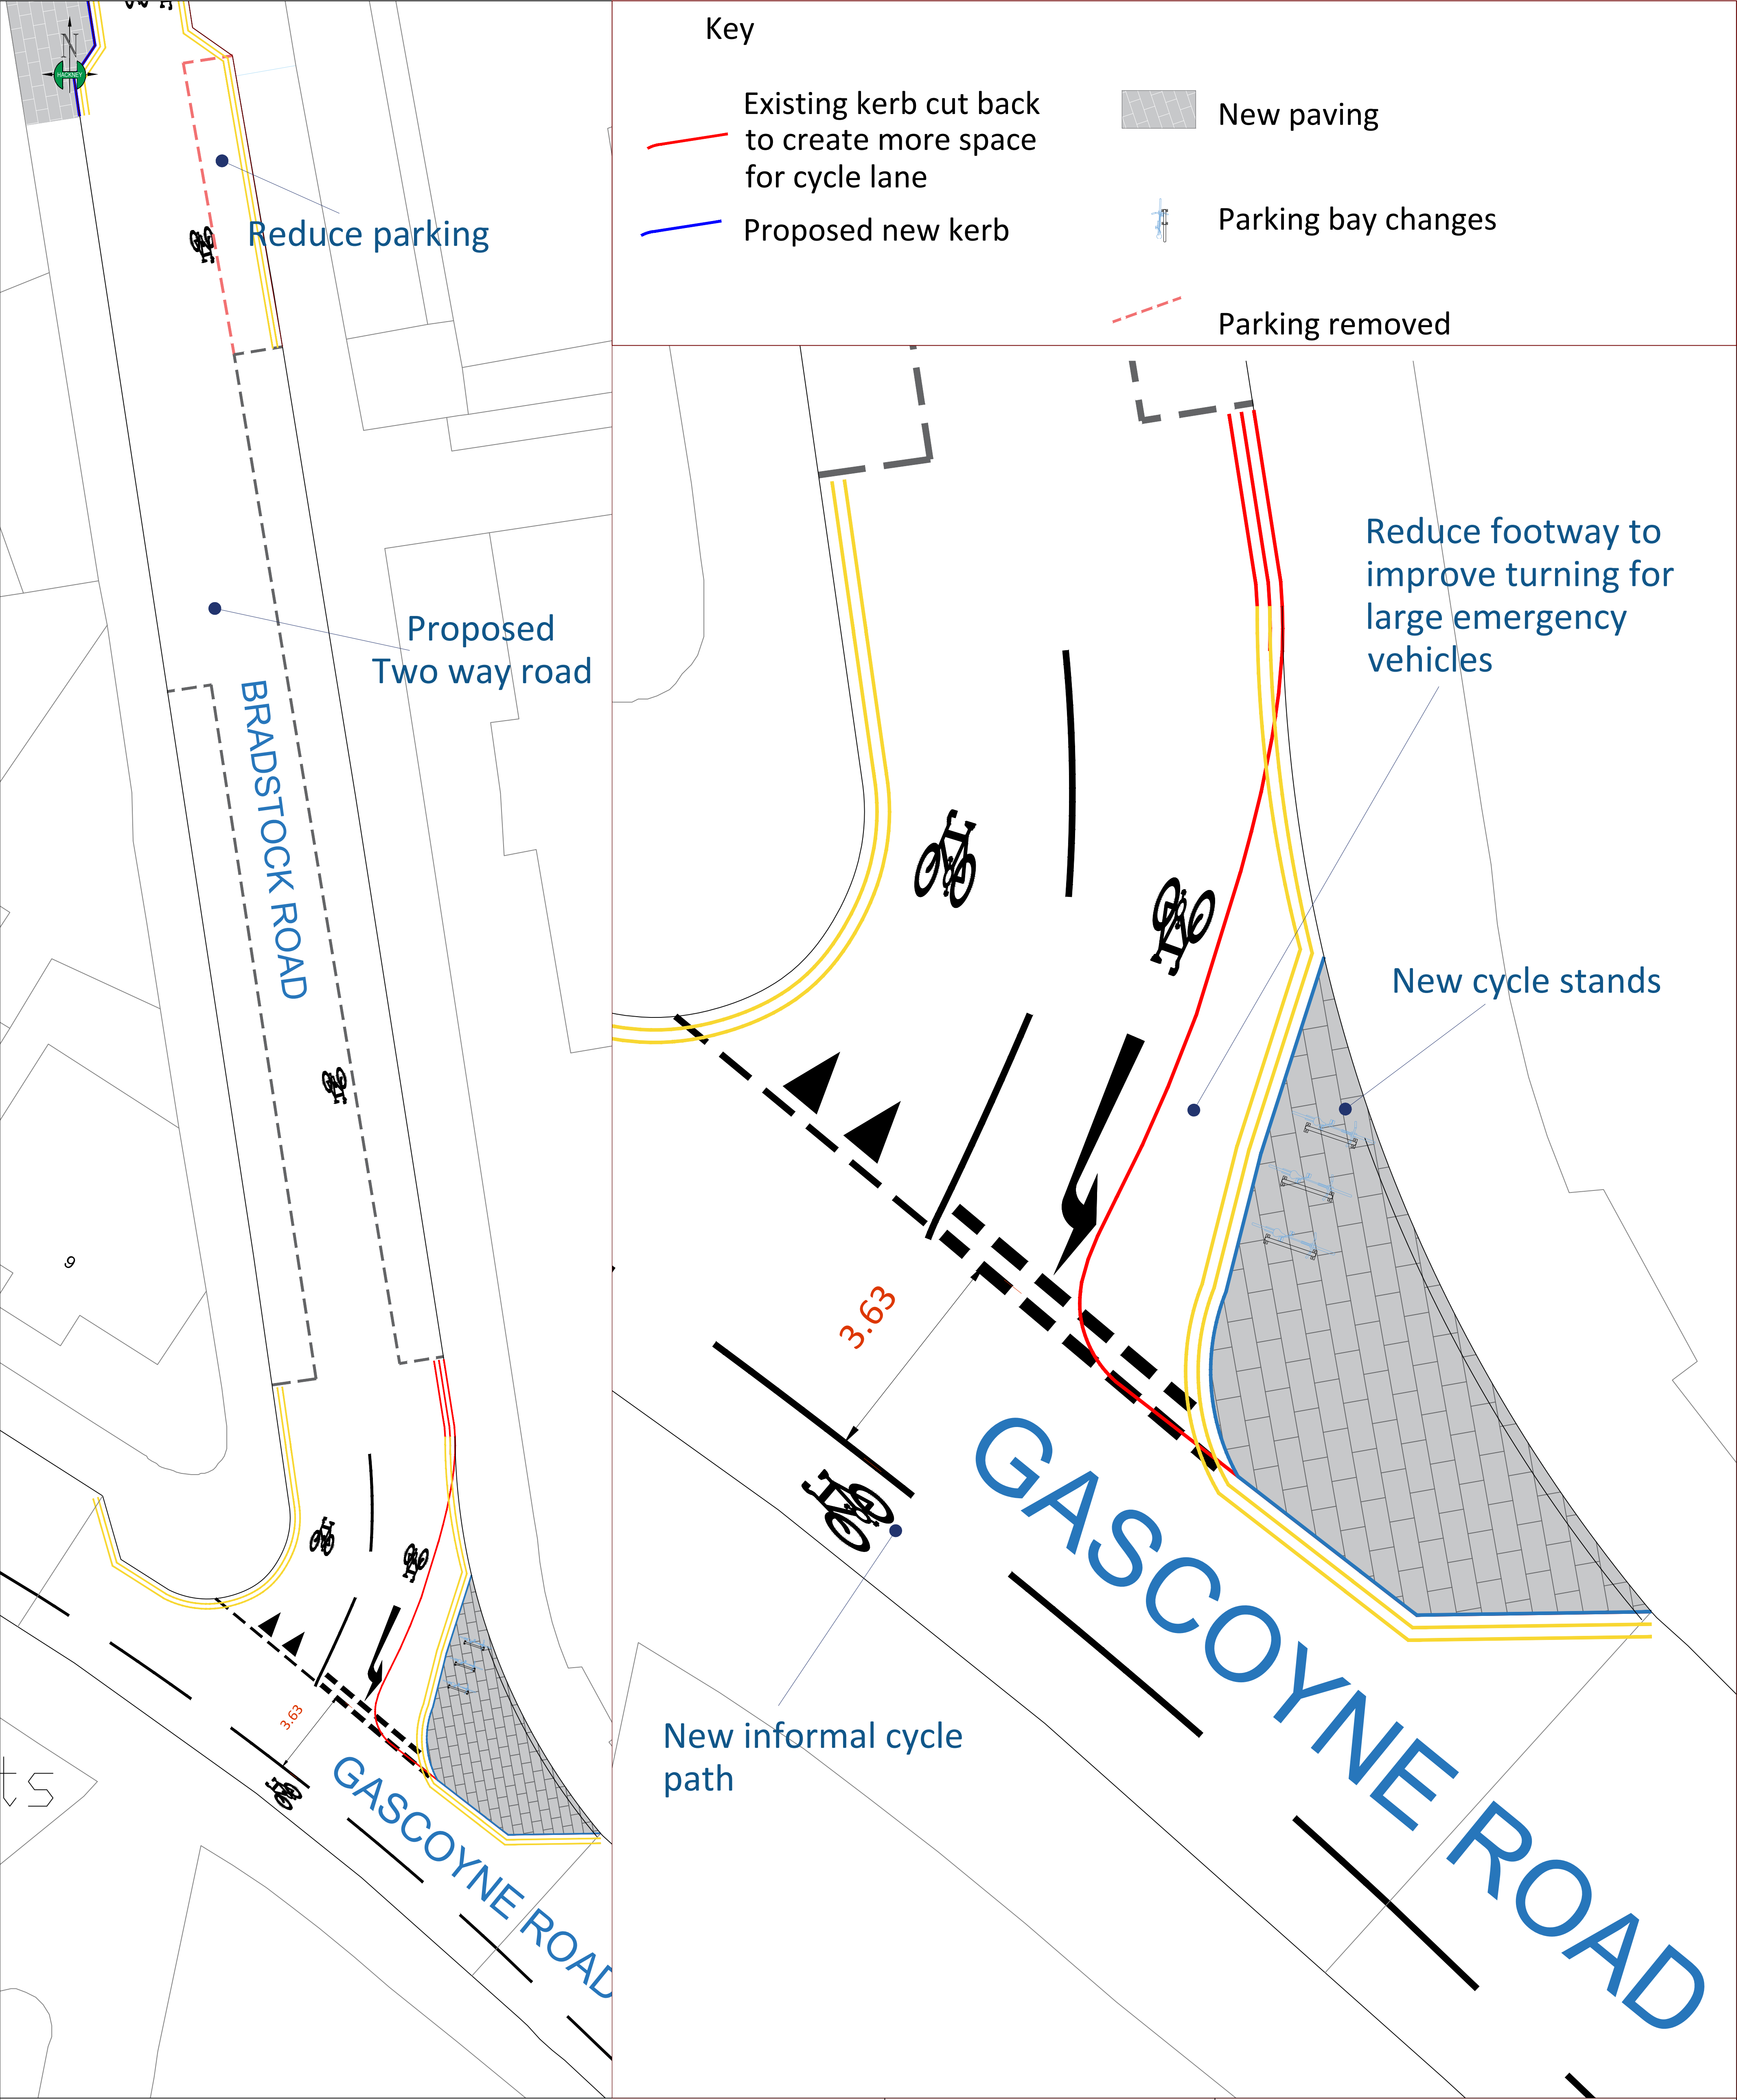 N
HACKNEY
Reduce parking
Proposed
Two way road
BRADSTOCK ROAD
9
3.63
ts
GASCOYNE ROAD
Key
Existing kerb cut back
to create more space
for cycle lane
Proposed new kerb
New paving
Parking bay changes
Parking removed
Reduce footway to
improve turning for
large emergency
vehicles
New cycle stands
3.63
GASCOYNE ROAD
New informal cycle
path